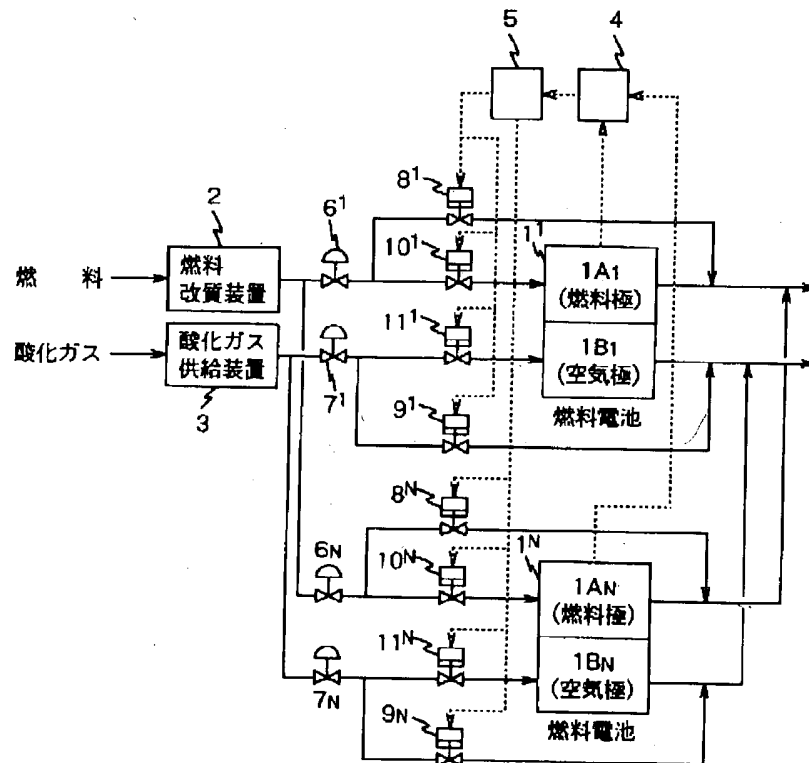 5
4
8¹
2
6¹
10¹
1¹
燃　料
燃料
改質装置
1A1
(燃料極)
11¹
酸化ガス
酸化ガス
供給装置
1B1
(空気極)
3
7¹
9¹
燃料電池
8N
6N
10N
1N
1AN
(燃料極)
11N
1BN
(空気極)
7N
9N
燃料電池